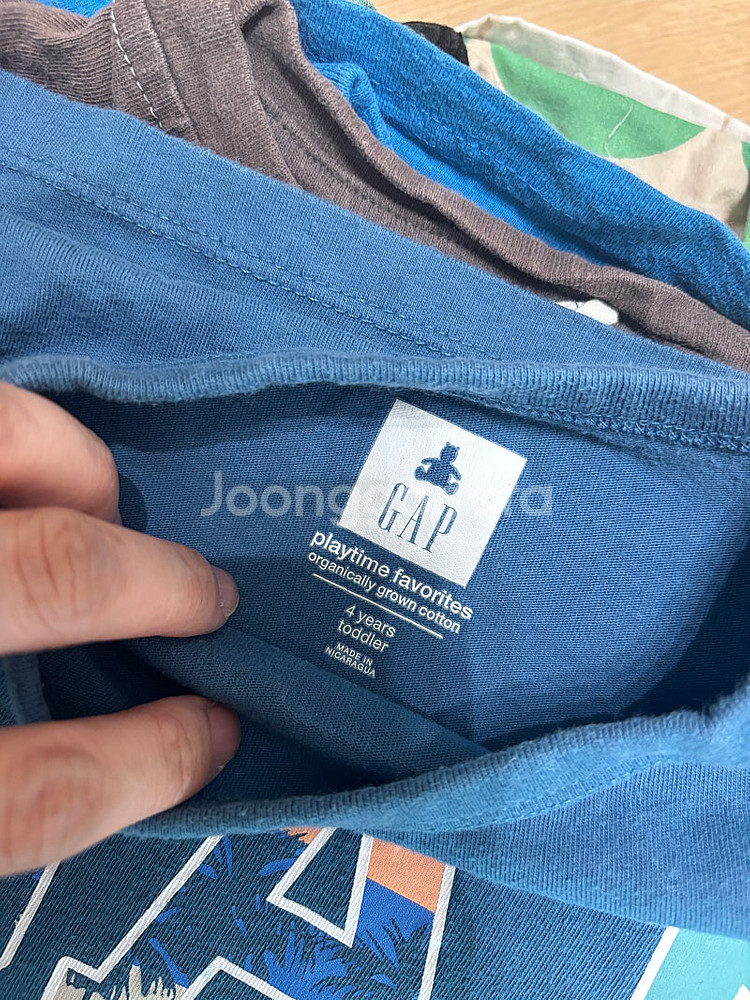 GAP
playtime favorites
organically grown cotton
4 years
toddler
MADE IN
NICARAGUA